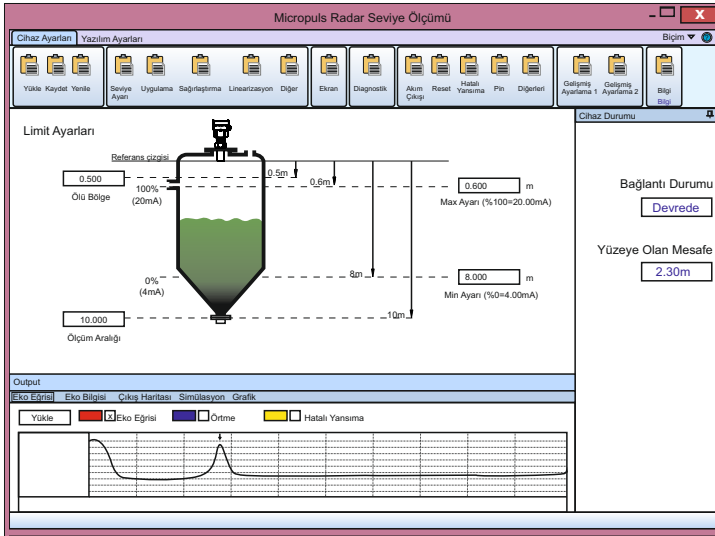 Micropuls Radar Seviye Ölçümü
X
Cihaz Ayarları Yazılım Ayarları
Biçim
Yükle Kaydet Yenile
Seviye Ayarı
Uygulama Sağırlaştırma Linearizasyon Diğer
Ekran
Diagnostik
Akım Çıkışı
Reset
Hatalı Yansıma
Pin
Diğerleri
Gelişmiş Ayarlama 1
Gelişmiş Ayarlama 2
Bilgi
Bilgi
Cihaz Durumu
Limit Ayarları
Referans çizgisi
0.500
Ölü Bölge
100%
(20mA)
0.5m
0.6m
0.600 m
Max Ayarı (%100=20.00mA)
Bağlantı Durumu
Devrede
Yüzeye Olan Mesafe
2.30m
0%
(4mA)
8m
8.000 m
Min Ayarı (%0=4.00mA)
10.000
Ölçüm Aralığı
10m
Output
Eko Eğrisi Eko Bilgisi Çıkış Haritası Simülasyon Grafik
Yükle
X Eko Eğrisi
Örtme
Hatalı Yansıma